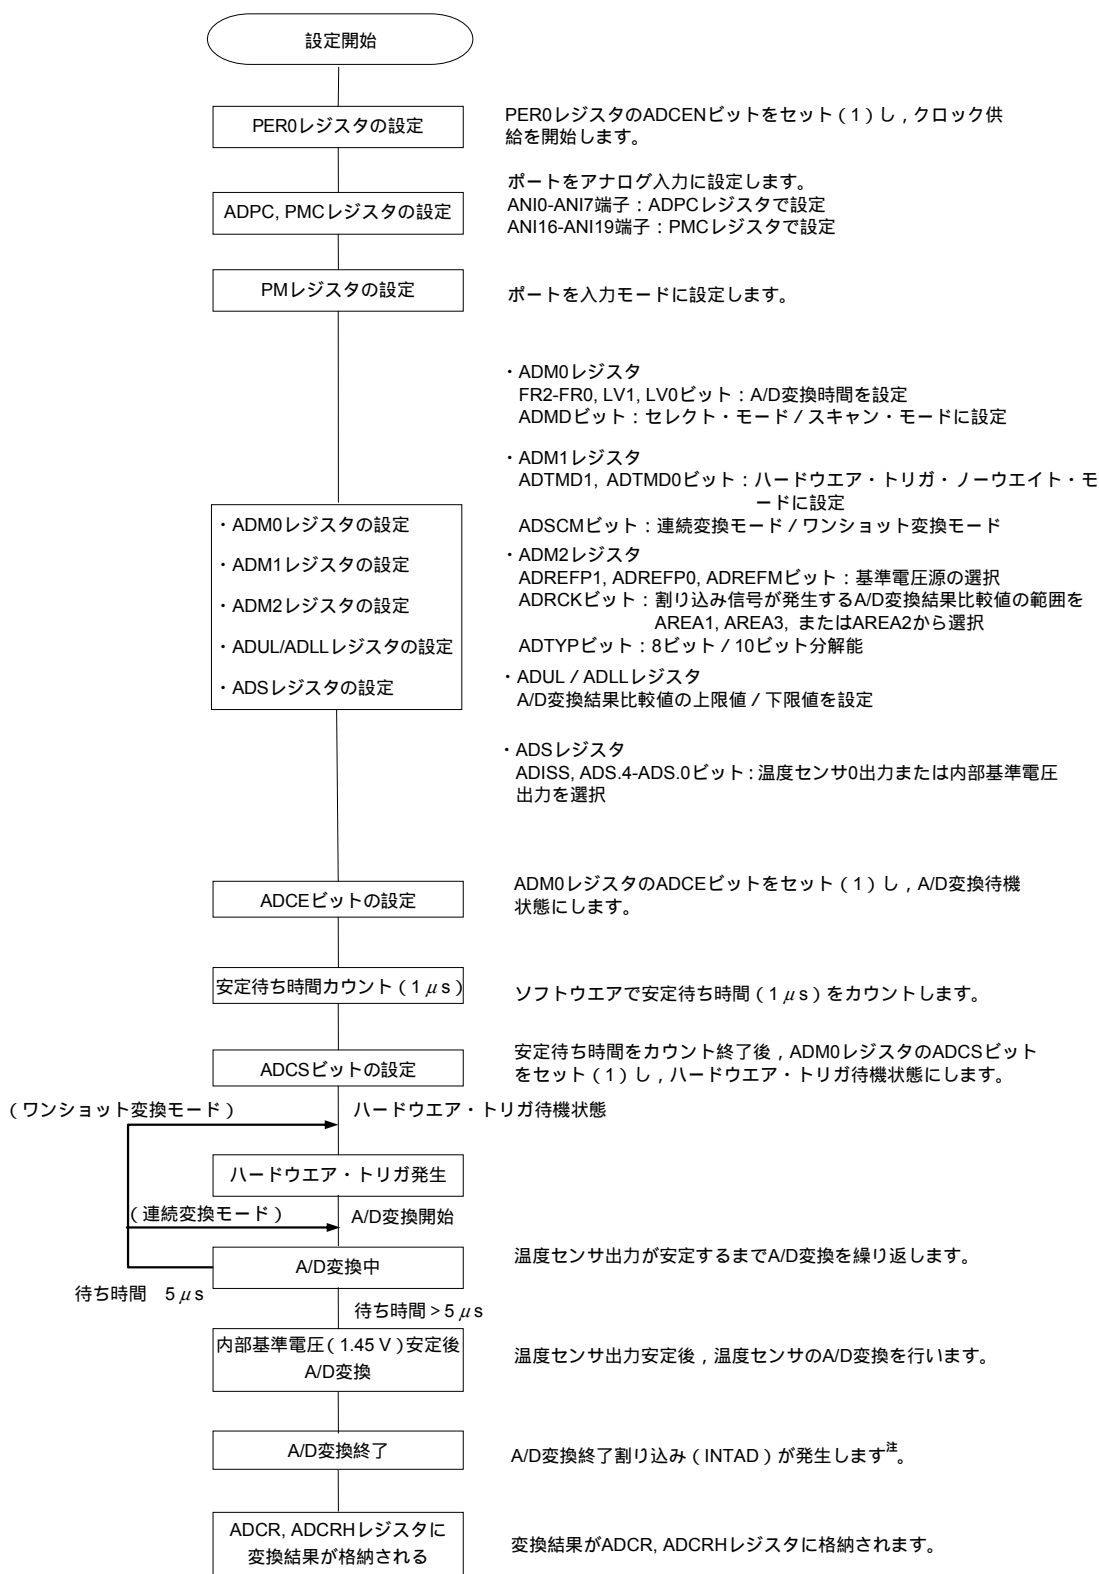 設定開始
PER0レジスタの設定
PER0レジスタのADCENビットをセット（1）し，クロック供
給を開始します。
ADPC, PMCレジスタの設定
ポートをアナログ入力に設定します。
ANI0-ANI7端子：ADPCレジスタで設定
ANI16-ANI19端子：PMCレジスタで設定
PMレジスタの設定
ポートを入力モードに設定します。
・ADM0レジスタの設定
・ADM1レジスタの設定
・ADM2レジスタの設定
・ADUL/ADLLレジスタの設定
・ADSレジスタの設定
・ADM0レジスタ
FR2-FR0, LV1, LV0ビット：A/D変換時間を設定
ADMDビット：セレクト・モード／スキャン・モードに設定
・ADM1レジスタ
ADTMD1, ADTMD0ビット：ハードウエア・トリガ・ノーウエイト・モ
ードに設定
ADSCMビット：連続変換モード／ワンショット変換モード
・ADM2レジスタ
ADREFP1, ADREFP0, ADREFMビット：基準電圧源の選択
ADRCKビット：割り込み信号が発生するA/D変換結果比較値の範囲を
AREA1, AREA3, またはAREA2から選択
ADTYPビット：8ビット／10ビット分解能
・ADUL／ADLLレジスタ
A/D変換結果比較値の上限値／下限値を設定
・ADSレジスタ
ADISS, ADS.4-ADS.0ビット：温度センサ0出力または内部基準電圧
出力を選択
ADCEビットの設定
ADM0レジスタのADCEビットをセット（1）し，A/D変換待機
状態にします。
安定待ち時間カウント（1 μs）
ソフトウエアで安定待ち時間（1 μs）をカウントします。
ADCSビットの設定
安定待ち時間をカウント終了後，ADM0レジスタのADCSビット
をセット（1）し，ハードウエア・トリガ待機状態にします。
（ワンショット変換モード）
ハードウエア・トリガ待機状態
ハードウエア・トリガ発生
（連続変換モード）
A/D変換開始
A/D変換中
温度センサ出力が安定するまでA/D変換を繰り返します。
待ち時間　5 μs
待ち時間＞5 μs
内部基準電圧（1.45 V）安定後
A/D変換
温度センサ出力安定後，温度センサのA/D変換を行います。
A/D変換終了
A/D変換終了割り込み（INTAD）が発生します注。
ADCR, ADCRHレジスタに
変換結果が格納される
変換結果がADCR, ADCRHレジスタに格納されます。